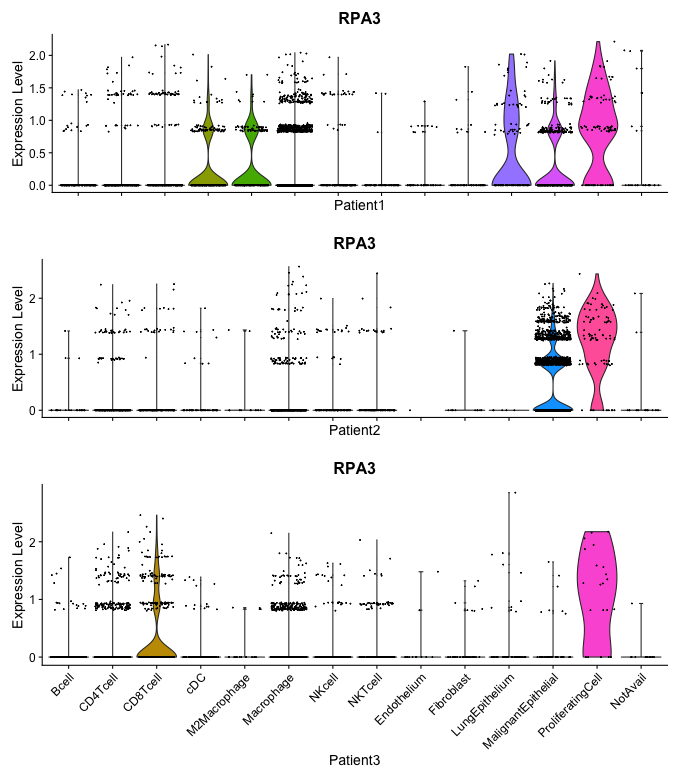 RPA3
Expression Level
2.0
1.5
1.0
0.5
0.0
Patient1
RPA3
Expression Level
2
1
0
Patient2
RPA3
Expression Level
2
1
0
Bcell
CD4Tcell
CD8Tcell
cDC
M2Macrophage
Macrophage
NKcell
NKTcell
Endothelium
Fibroblast
LungEpithelium
MalignantEpithelial
ProliferatingCell
NotAvail
Patient3